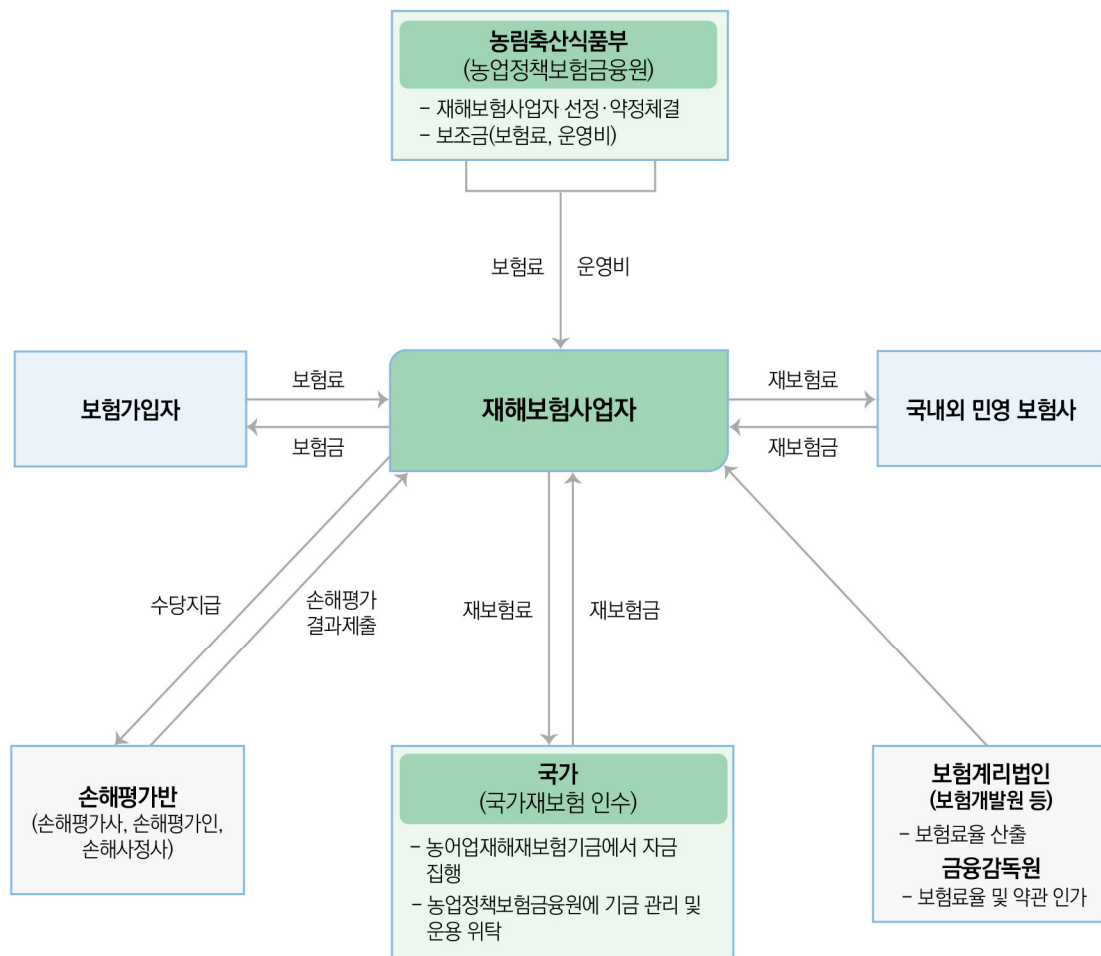 농림축산식품부
(농업정책보험금융원)
- 재해보험사업자 선정·약정체결
- 보조금(보험료, 운영비)
보험료
운영비
보험가입자
보험료
보험금
재해보험사업자
재보험료
재보험금
국내외 민영 보험사
수당지급
손해평가
결과제출
재보험료
재보험금
손해평가반
(손해평가사, 손해평가인,
손해사정사)
국가
(국가재보험 인수)
- 농어업재해재보험기금에서 자금
집행
- 농업정책보험금융원에 기금 관리 및
운용 위탁
보험계리법인
(보험개발원 등)
- 보험료율 산출
금융감독원
- 보험료율 및 약관 인가